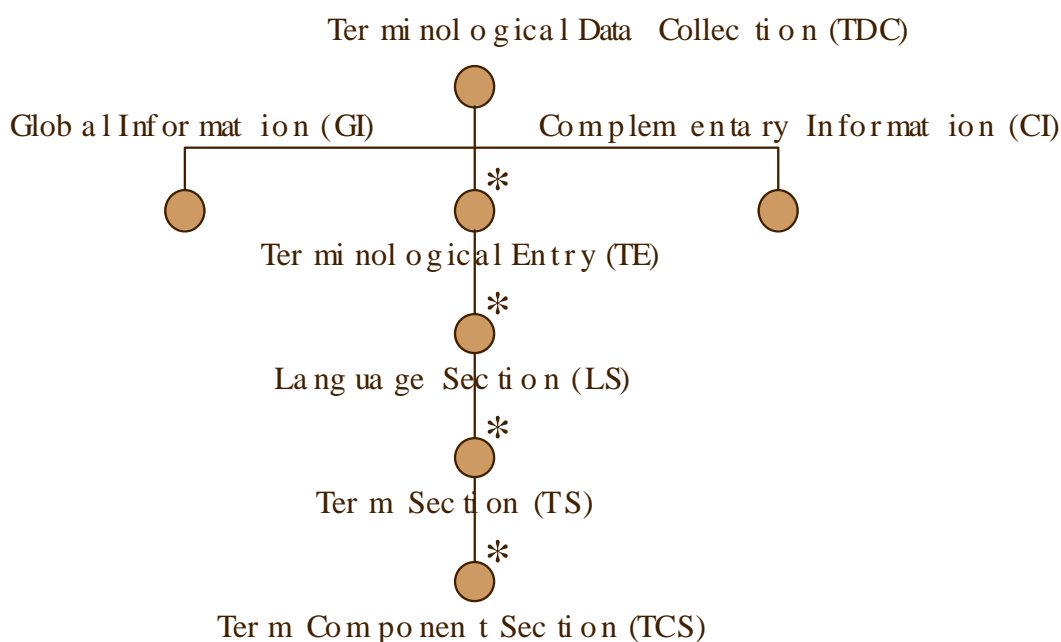 Terminological Data Collection (TDC)
Global Information (GI)
Complementary Information (CI)
*
Terminological Entry (TE)
*
Language Section (LS)
*
Term Section (TS)
*
Term Component Section (TCS)